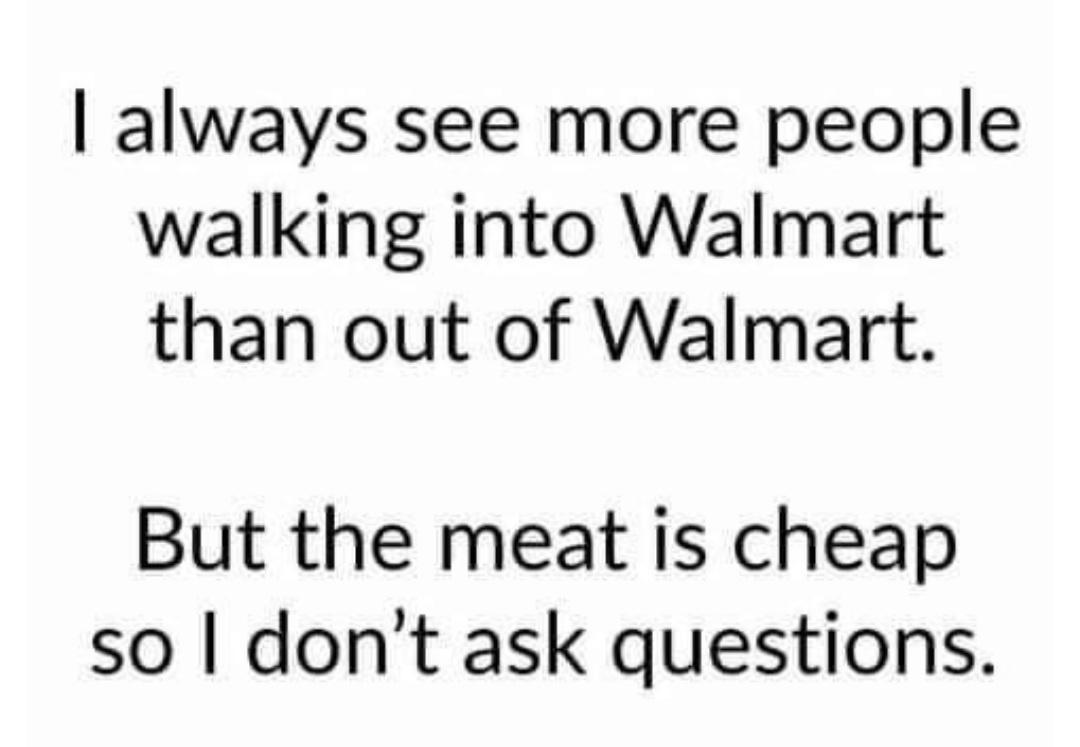 I always see more people
walking into Walmart
than out of Walmart.
But the meat is cheap
so I don’t ask questions.